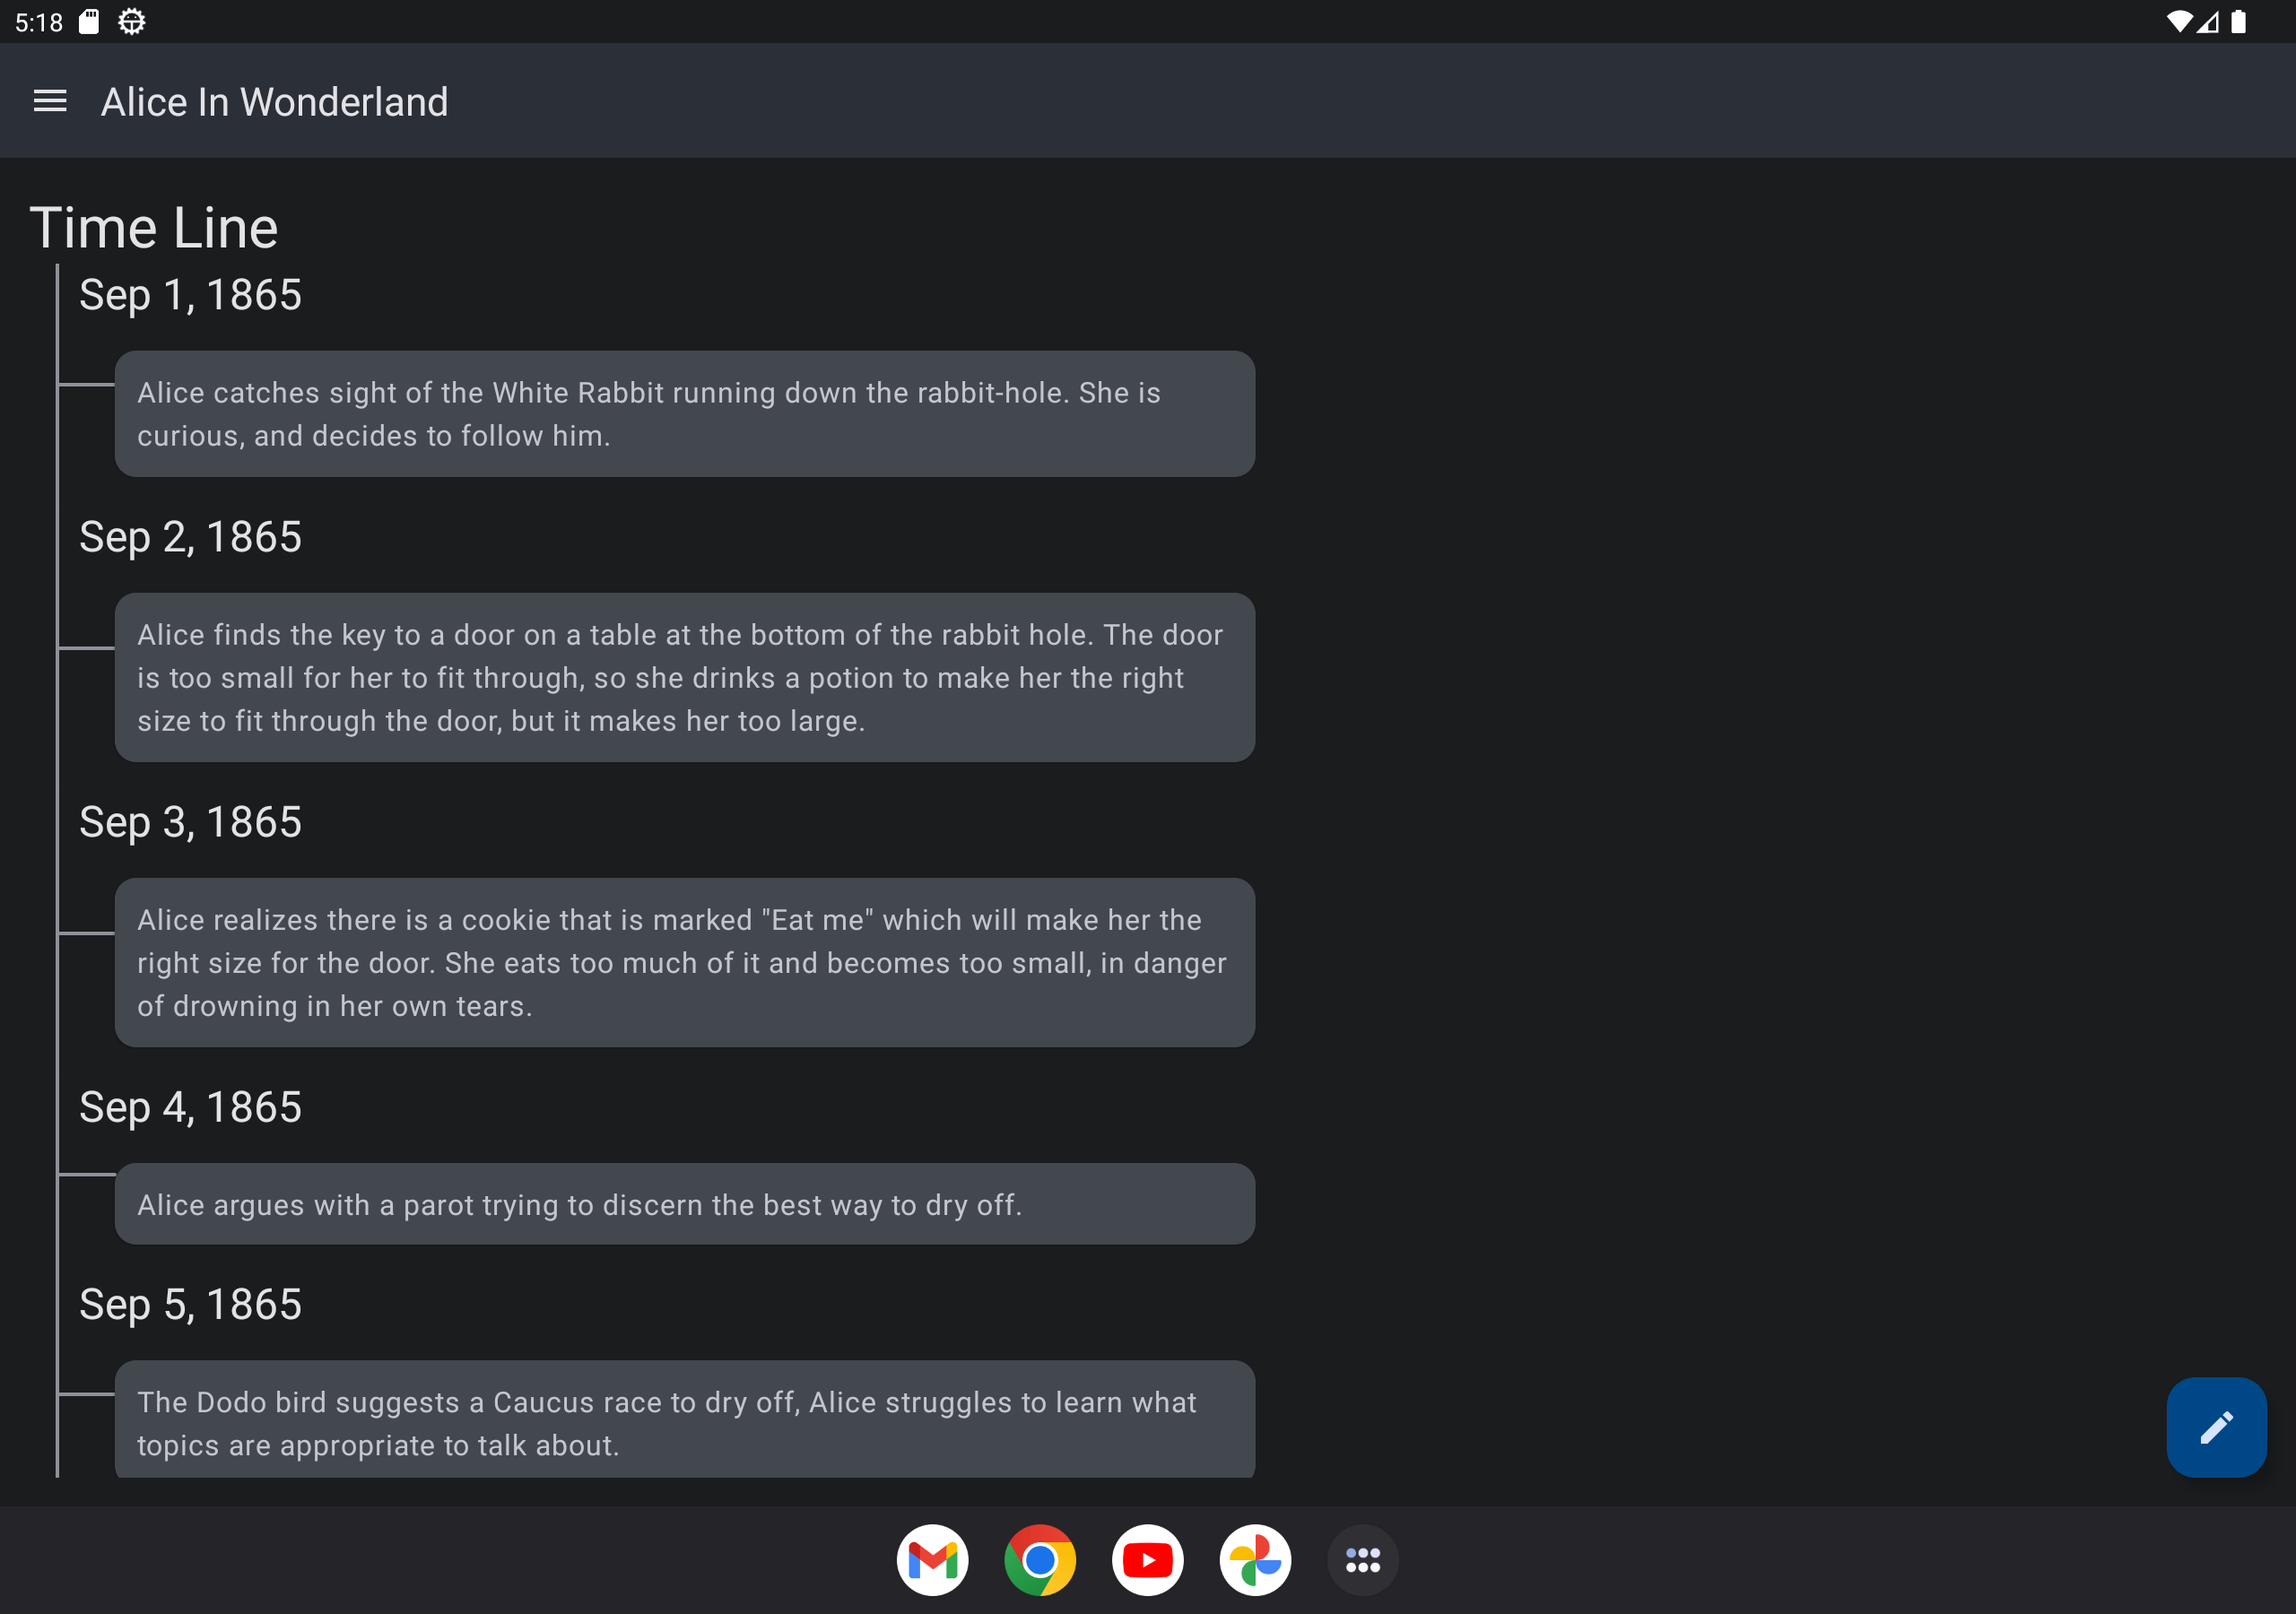 5:18
Alice In Wonderland
Time Line
Sep 1, 1865
Alice catches sight of the White Rabbit running down the rabbit-hole. She is
curious, and decides to follow him.
Sep 2, 1865
Alice finds the key to a door on a table at the bottom of the rabbit hole. The door
is too small for her to fit through, so she drinks a potion to make her the right
size to fit through the door, but it makes her too large.
Sep 3, 1865
Alice realizes there is a cookie that is marked "Eat me" which will make her the
right size for the door. She eats too much of it and becomes too small, in danger
of drowning in her own tears.
Sep 4, 1865
Alice argues with a parot trying to discern the best way to dry off.
Sep 5, 1865
The Dodo bird suggests a Caucus race to dry off, Alice struggles to learn what
topics are appropriate to talk about.